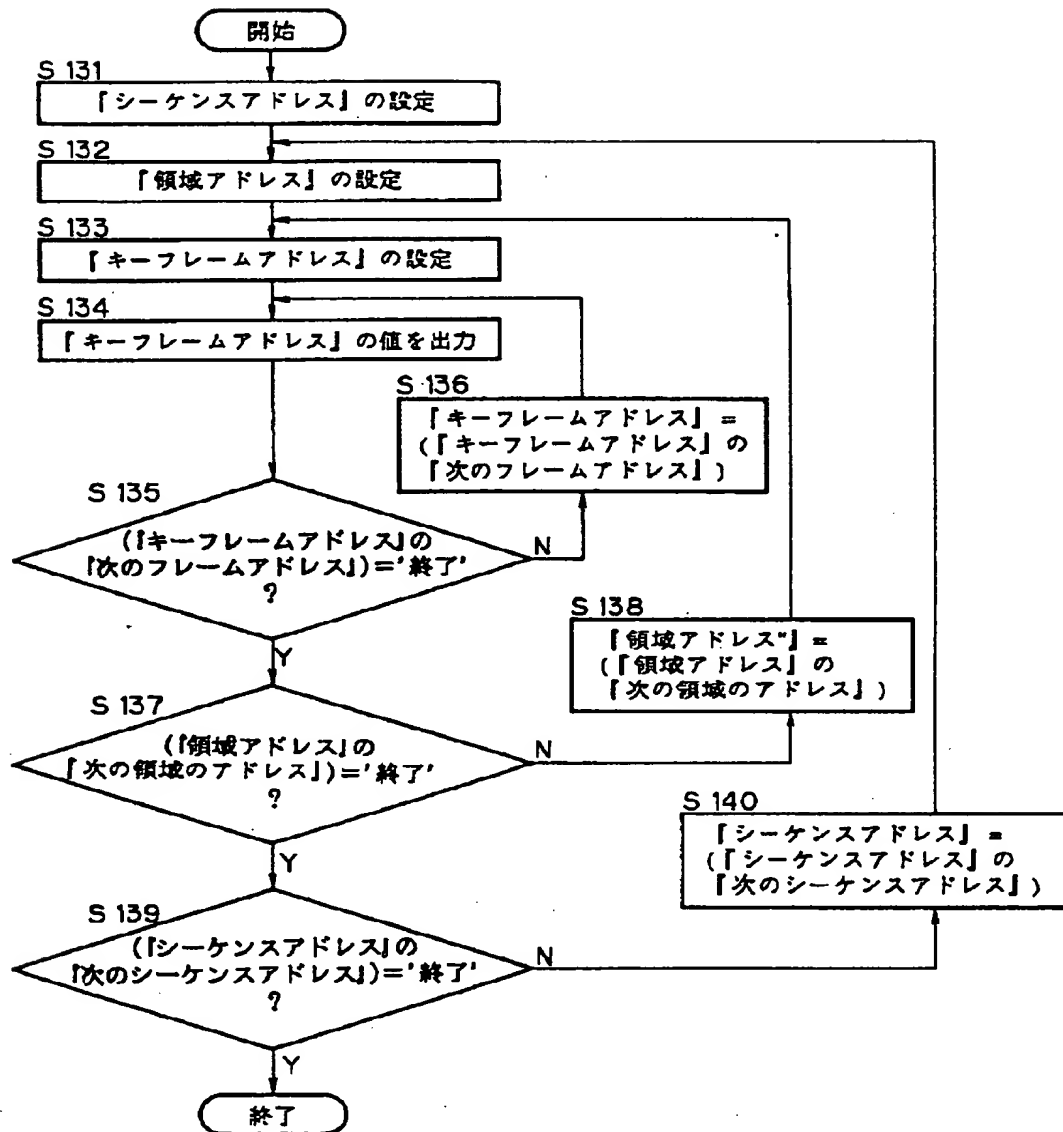 開始
S 131
『シーケンスアドレス』の設定
S 132
『領域アドレス』の設定
S 133
『キーフレームアドレス』の設定
S 134
『キーフレームアドレス』の値を出力
S 136
『キーフレームアドレス』=
(『キーフレームアドレス』の
『次のフレームアドレス』)
S 135
(『キーフレームアドレス』の
『次のフレームアドレス』)='終了'
?
N
Y
S 138
『領域アドレス"』=
(『領域アドレス』の
『次の領域のアドレス』)
S 137
(『領域アドレス』の
『次の領域のアドレス』)='終了'
?
N
Y
S 140
『シーケンスアドレス』=
(『シーケンスアドレス』の
『次のシーケンスアドレス』)
S 139
(『シーケンスアドレス』の
『次のシーケンスアドレス』)='終了'
?
N
Y
終了